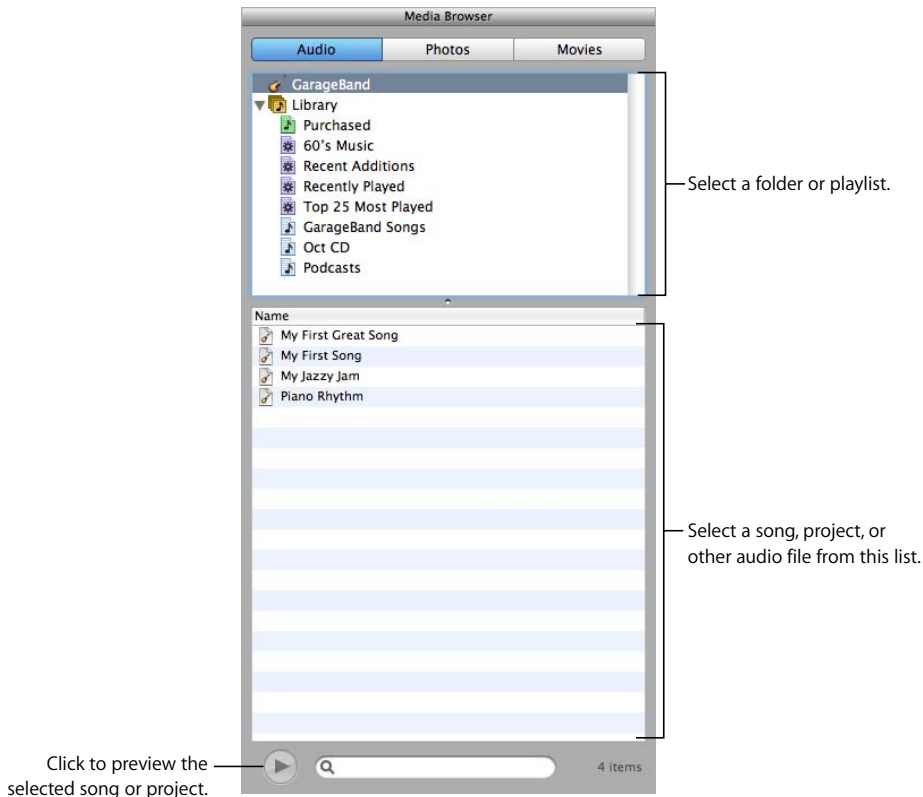 Media Browser
Audio Photos Movies
GarageBand
Library
Purchased
60's Music
Recent Additions
Recently Played
Top 25 Most Played
GarageBand Songs
Oct CD
Podcasts
Select a folder or playlist.
Name
My First Great Song
My First Song
My Jazzy Jam
Piano Rhythm
Select a song, project, or
other audio file from this list.
Click to preview the
selected song or project.
4 items